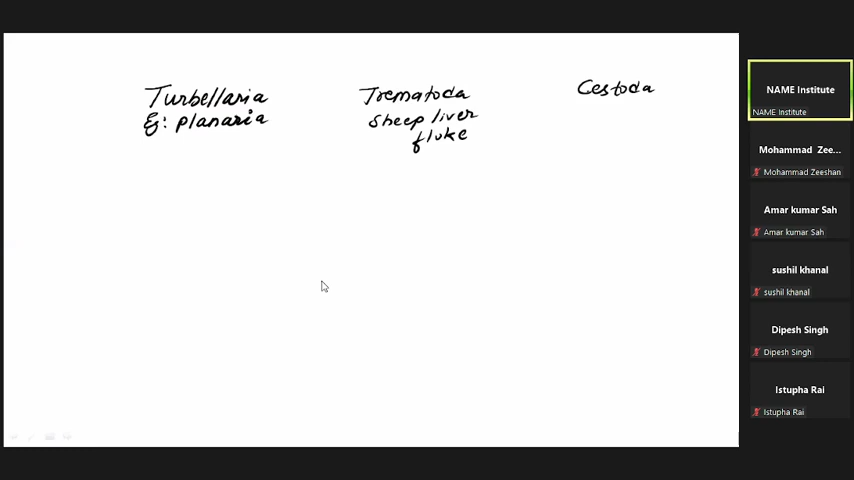 Turbellaria
Eg: planaria
Trematoda
sheep liver
fluke
Cestoda
NAME Institute
NAME Institute
Mohammad Zee...
Mohammad Zeeshan
Amar kumar Sah
Amar kumar Sah
sushil khanal
sushil khanal
Dipesh Singh
Dipesh Singh
Istupha Rai
Istupha Rai